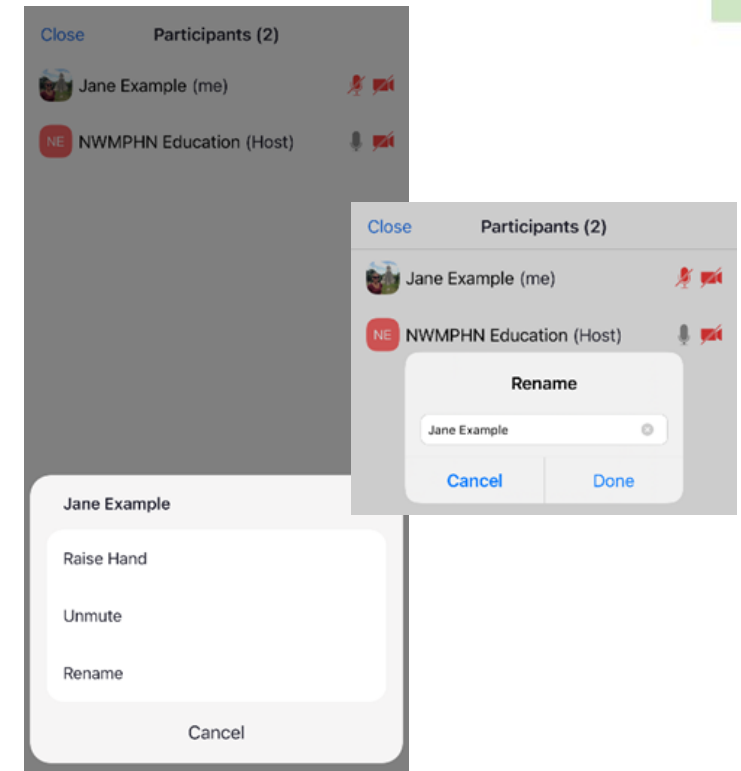 Close Participants (2)
Jane Example (me)
NE NWMPHN Education (Host)
Jane Example
Raise Hand
Unmute
Rename
Cancel
Close Participants (2)
Jane Example (me)
NE NWMPHN Education (Host)
Rename
Jane Example
Cancel Done